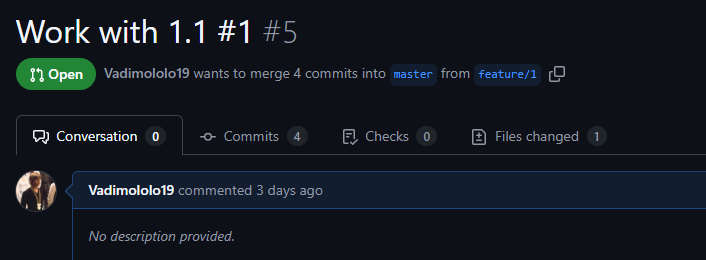 Work with 1.1 #1 #5
Open Vadimololo19 wants to merge 4 commits into master from feature/1
Conversation 0 Commits 4 Checks 0 Files changed 1
Vadimololo19 commented 3 days ago
No description provided.